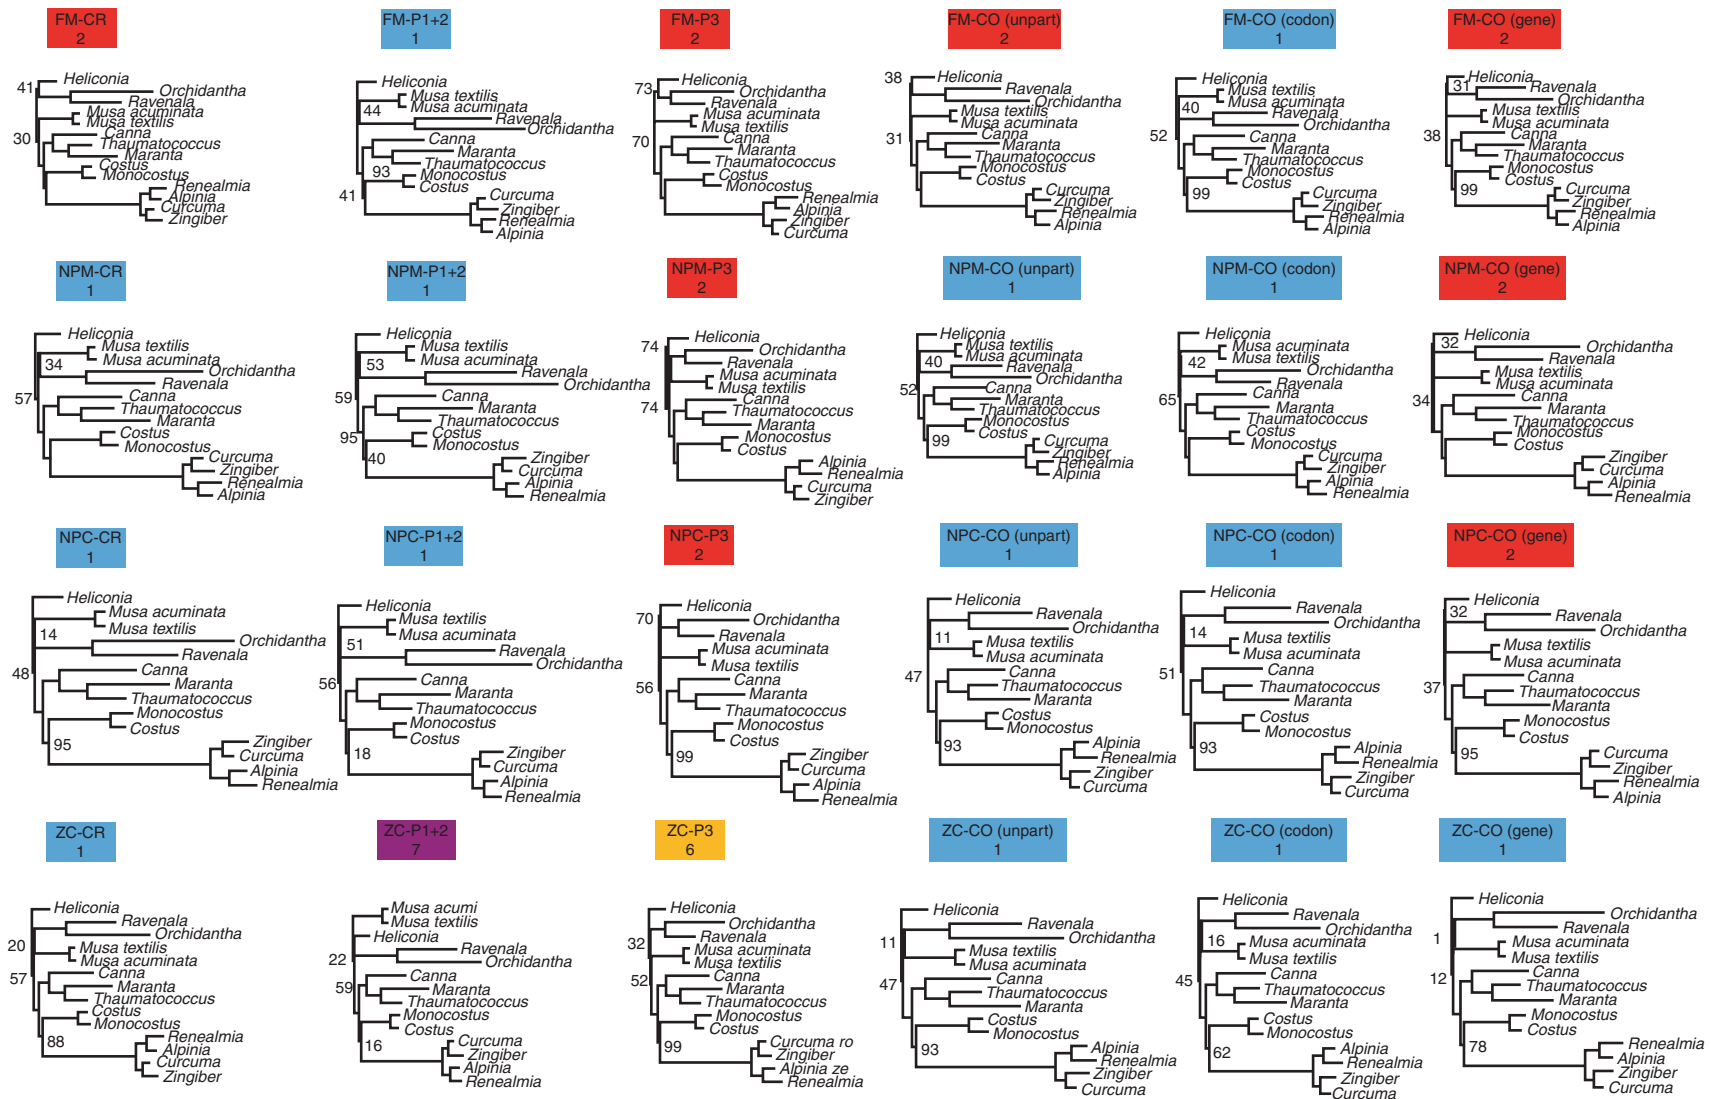 FM-CR
2
41
Heliconia
Orchidantha
Ravenala
Musa acuminata
Musa textilis
30
Canna
Thaumatococcus
Maranta
Costus
Monocostus
Renealmia
Alpinia
Curcuma
Zingiber
FM-P1+2
1
Heliconia
Musa textilis
44
Musa acuminata
Ravenala
Orchidantha
Canna
Maranta
Thaumatococcus
93
Monocostus
Costus
41
Curcuma
Zingiber
Renealmia
Alpinia
FM-P3
2
Heliconia
73
Orchidantha
Ravenala
Musa acuminata
Musa textilis
70
Canna
Maranta
Thaumatococcus
Costus
Monocostus
Renealmia
Alpinia
Zingiber
Curcuma
FM-CO (unpart)
2
38
Heliconia
Ravenala
Orchidantha
Musa textilis
Musa acuminata
31
Canna
Maranta
Thaumatococcus
Monocostus
Costus
Curcuma
Zingiber
Renealmia
Alpinia
FM-CO (codon)
1
Heliconia
Musa textilis
40
Musa acuminata
Ravenala
Orchidantha
52
Canna
Maranta
Thaumatococcus
Monocostus
Costus
99
Curcuma
Zingiber
Renealmia
Alpinia
FM-CO (gene)
2
Heliconia
31
Ravenala
Orchidantha
Musa textilis
Musa acuminata
38
Canna
Maranta
Thaumatococcus
Monocostus
Costus
99
Curcuma
Zingiber
Renealmia
Alpinia
NPM-CR
1
Heliconia
Musa textilis
34
Musa acuminata
Orchidantha
Ravenala
57
Canna
Thaumatococcus
Maranta
Costus
Monocostus
Curcuma
Zingiber
Renealmia
Alpinia
NPM-P1+2
1
Heliconia
Musa textilis
53
Musa acuminata
Ravenala
Orchidantha
59
Canna
Maranta
Thaumatococcus
95
Costus
Monocostus
40
Zingiber
Curcuma
Alpinia
Renealmia
NPM-P3
2
74
Heliconia
Orchidantha
Ravenala
Musa acuminata
Musa textilis
74
Canna
Thaumatococcus
Maranta
Monocostus
Costus
Alpinia
Renealmia
Curcuma
Zingiber
NPM-CO (unpart)
1
Heliconia
Musa textilis
40
Musa acuminata
Ravenala
Orchidantha
52
Canna
Maranta
Thaumatococcus
Monocostus
Costus
99
Curcuma
Zingiber
Renealmia
Alpinia
NPM-CO (codon)
1
Heliconia
Musa acuminata
42
Musa textilis
Orchidantha
Ravenala
65
Canna
Maranta
Thaumatococcus
Costus
Monocostus
Curcuma
Zingiber
Alpinia
Renealmia
NPM-CO (gene)
2
Heliconia
32
Orchidantha
Ravenala
Musa textilis
Musa acuminata
34
Canna
Maranta
Thaumatococcus
Monocostus
Costus
Zingiber
Curcuma
Alpinia
Renealmia
NPC-CR
1
Heliconia
Musa acuminata
14
Musa textilis
Orchidantha
Ravenala
48
Canna
Maranta
Thaumatococcus
Monocostus
Costus
95
Zingiber
Curcuma
Alpinia
Renealmia
NPC-P1+2
1
Heliconia
Musa textilis
51
Musa acuminata
Ravenala
Orchidantha
56
Canna
Maranta
Thaumatococcus
Monocostus
Costus
18
Zingiber
Curcuma
Alpinia
Renealmia
NPC-P3
2
70
Heliconia
Orchidantha
Ravenala
Musa acuminata
Musa textilis
56
Canna
Maranta
Thaumatococcus
Monocostus
Costus
99
Zingiber
Curcuma
Alpinia
Renealmia
NPC-CO (unpart)
1
Heliconia
Ravenala
11
Orchidantha
Musa textilis
Musa acuminata
47
Canna
Thaumatococcus
Maranta
Costus
Monocostus
93
Alpinia
Renealmia
Zingiber
Curcuma
NPC-CO (codon)
1
Heliconia
Ravenala
14
Orchidantha
Musa textilis
Musa acuminata
51
Canna
Thaumatococcus
Maranta
Costus
Monocostus
93
Alpinia
Renealmia
Zingiber
Curcuma
NPC-CO (gene)
2
Heliconia
32
Ravenala
Orchidantha
Musa textilis
Musa acuminata
37
Canna
Thaumatococcus
Maranta
Monocostus
Costus
95
Curcuma
Zingiber
Renealmia
Alpinia
ZC-CR
1
Heliconia
Ravenala
20
Orchidantha
Musa textilis
Musa acuminata
57
Canna
Maranta
Thaumatococcus
Costus
Monocostus
88
Renealmia
Alpinia
Curcuma
Zingiber
ZC-P1+2
7
Musa acumi
Musa textilis
Heliconia
22
Ravenala
Orchidantha
59
Canna
Maranta
Thaumatococcus
Monocostus
Costus
16
Curcuma
Zingiber
Alpinia
Renealmia
ZC-P3
6
Heliconia
Orchidantha
32
Ravenala
Musa acuminata
Musa textilis
52
Canna
Maranta
Thaumatococcus
Monocostus
Costus
99
Curcuma ro
Zingiber
Alpinia ze
Renealmia
ZC-CO (unpart)
1
Heliconia
Ravenala
11
Orchidantha
Musa textilis
Musa acuminata
47
Canna
Thaumatococcus
Maranta
Costus
Monocostus
93
Alpinia
Renealmia
Zingiber
Curcuma
ZC-CO (codon)
1
Heliconia
Ravenala
16
Orchidantha
Musa acuminata
Musa textilis
45
Canna
Thaumatococcus
Maranta
Costus
Monocostus
62
Alpinia
Renealmia
Zingiber
Curcuma
ZC-CO (gene)
1
Heliconia
Orchidantha
1
Ravenala
Musa acuminata
Musa textilis
12
Canna
Thaumatococcus
Maranta
Monocostus
Costus
78
Renealmia
Alpinia
Zingiber
Curcuma